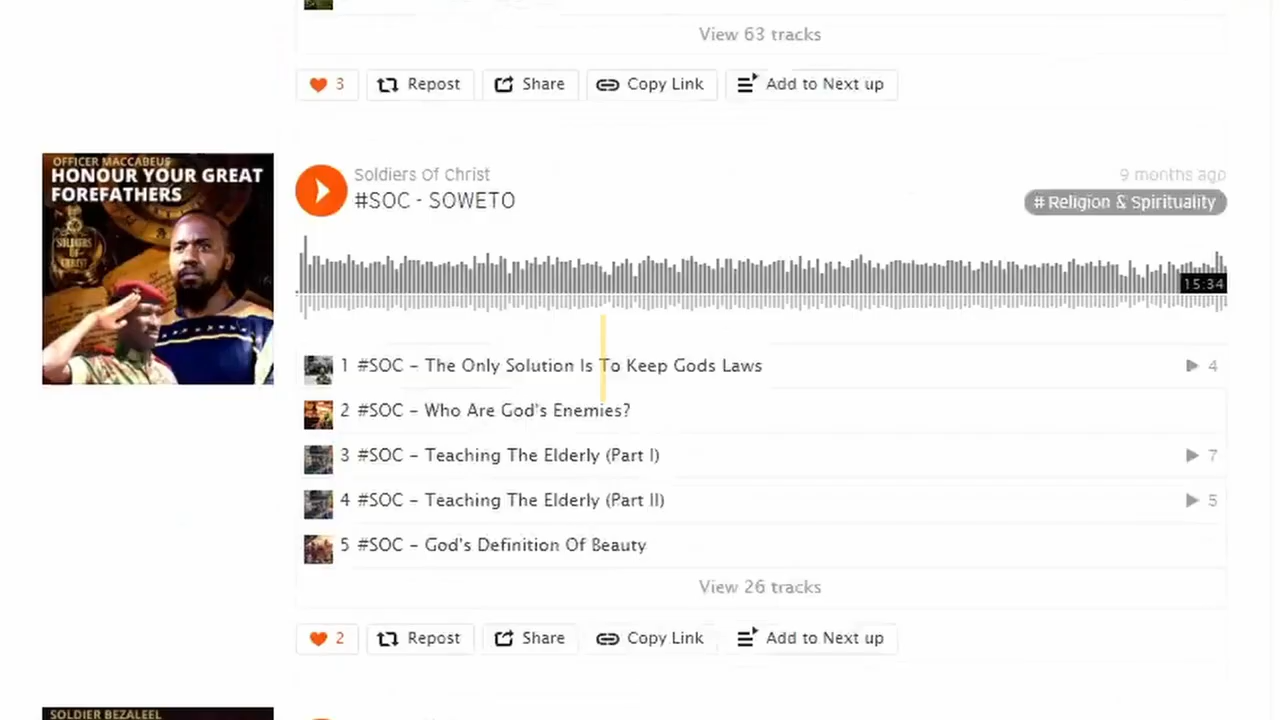 View 63 tracks
3 Repost Share Copy Link Add to Next up
OFFICER MACCABEUS
HONOUR YOUR GREAT
FOREFATHERS
SOLDIERS
OF
CHRIST
Soldiers Of Christ
9 months ago
#SOC - SOWETO
# Religion & Spirituality
15:34
1 #SOC - The Only Solution Is To Keep Gods Laws 4
2 #SOC - Who Are God's Enemies?
3 #SOC - Teaching The Elderly (Part I) 7
4 #SOC - Teaching The Elderly (Part II) 5
5 #SOC - God's Definition Of Beauty
View 26 tracks
2 Repost Share Copy Link Add to Next up
SOLDIER BEZALEEL